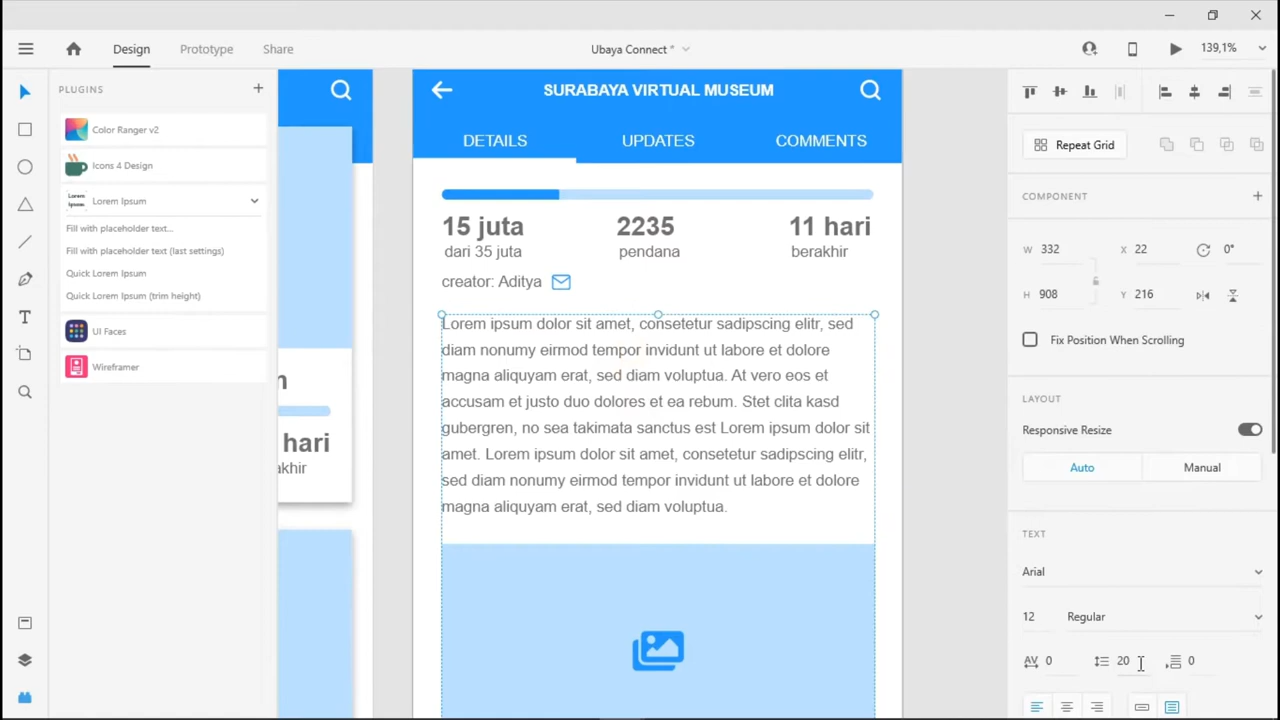 Design
Prototype
Share
Ubaya Connect *
139,1%
PLUGINS
Color Ranger v2
Icons 4 Design
Lorem Ipsum
Lorem Ipsum
Fill with placeholder text...
Fill with placeholder text (last settings)
Quick Lorem Ipsum
Quick Lorem Ipsum (trim height)
UI Faces
Wireframer
n
hari
akhir
SURABAYA VIRTUAL MUSEUM
DETAILS
UPDATES
COMMENTS
15 juta
2235
11 hari
dari 35 juta
pendana
berakhir
creator: Aditya
Lorem ipsum dolor sit amet, consetetur sadipscing elitr, sed
diam nonumy eirmod tempor invidunt ut labore et dolore
magna aliquyam erat, sed diam voluptua. At vero eos et
accusam et justo duo dolores et ea rebum. Stet clita kasd
gubergren, no sea takimata sanctus est Lorem ipsum dolor sit
amet. Lorem ipsum dolor sit amet, consetetur sadipscing elitr,
sed diam nonumy eirmod tempor invidunt ut labore et dolore
magna aliquyam erat, sed diam voluptua.
Repeat Grid
COMPONENT
W 332
X 22
0°
H 908
Y 216
Fix Position When Scrolling
LAYOUT
Responsive Resize
Auto
Manual
TEXT
Arial
12
Regular
AV 0
20
0